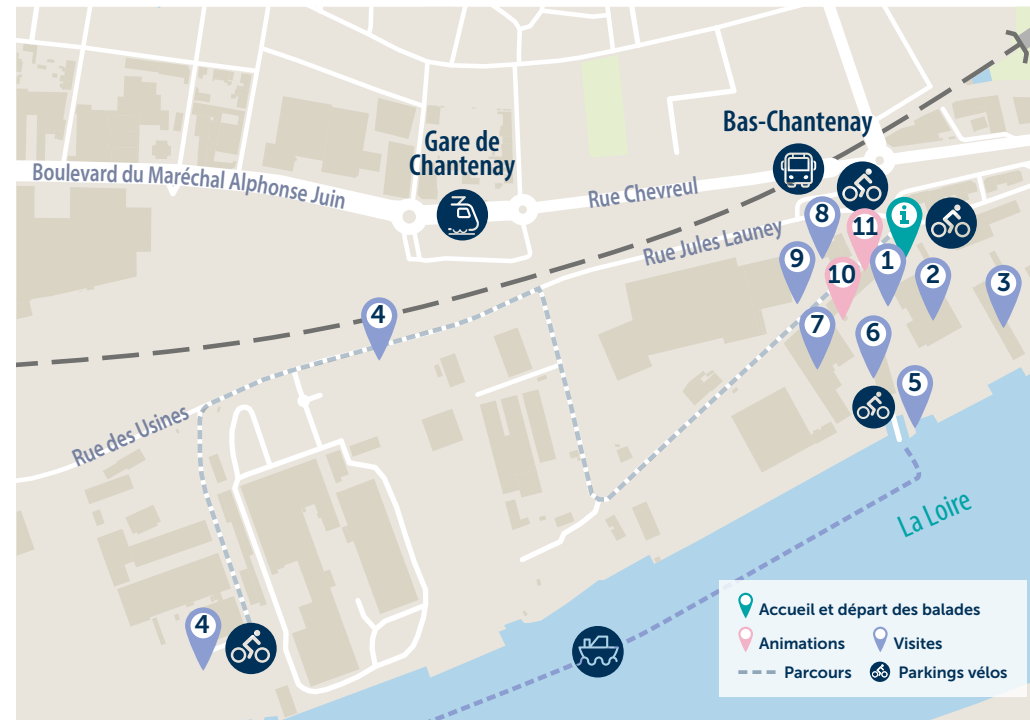 Gare de
Chantenay
Bas-Chantenay
Boulevard du Maréchal Alphonse Juin
Rue Chevreul
Rue Jules Launey
8
11
i
9
10
1
2
3
4
7
6
5
Rue des Usines
La Loire
4
Accueil et départ des balades
Animations
Visites
Parcours
Parkings vélos